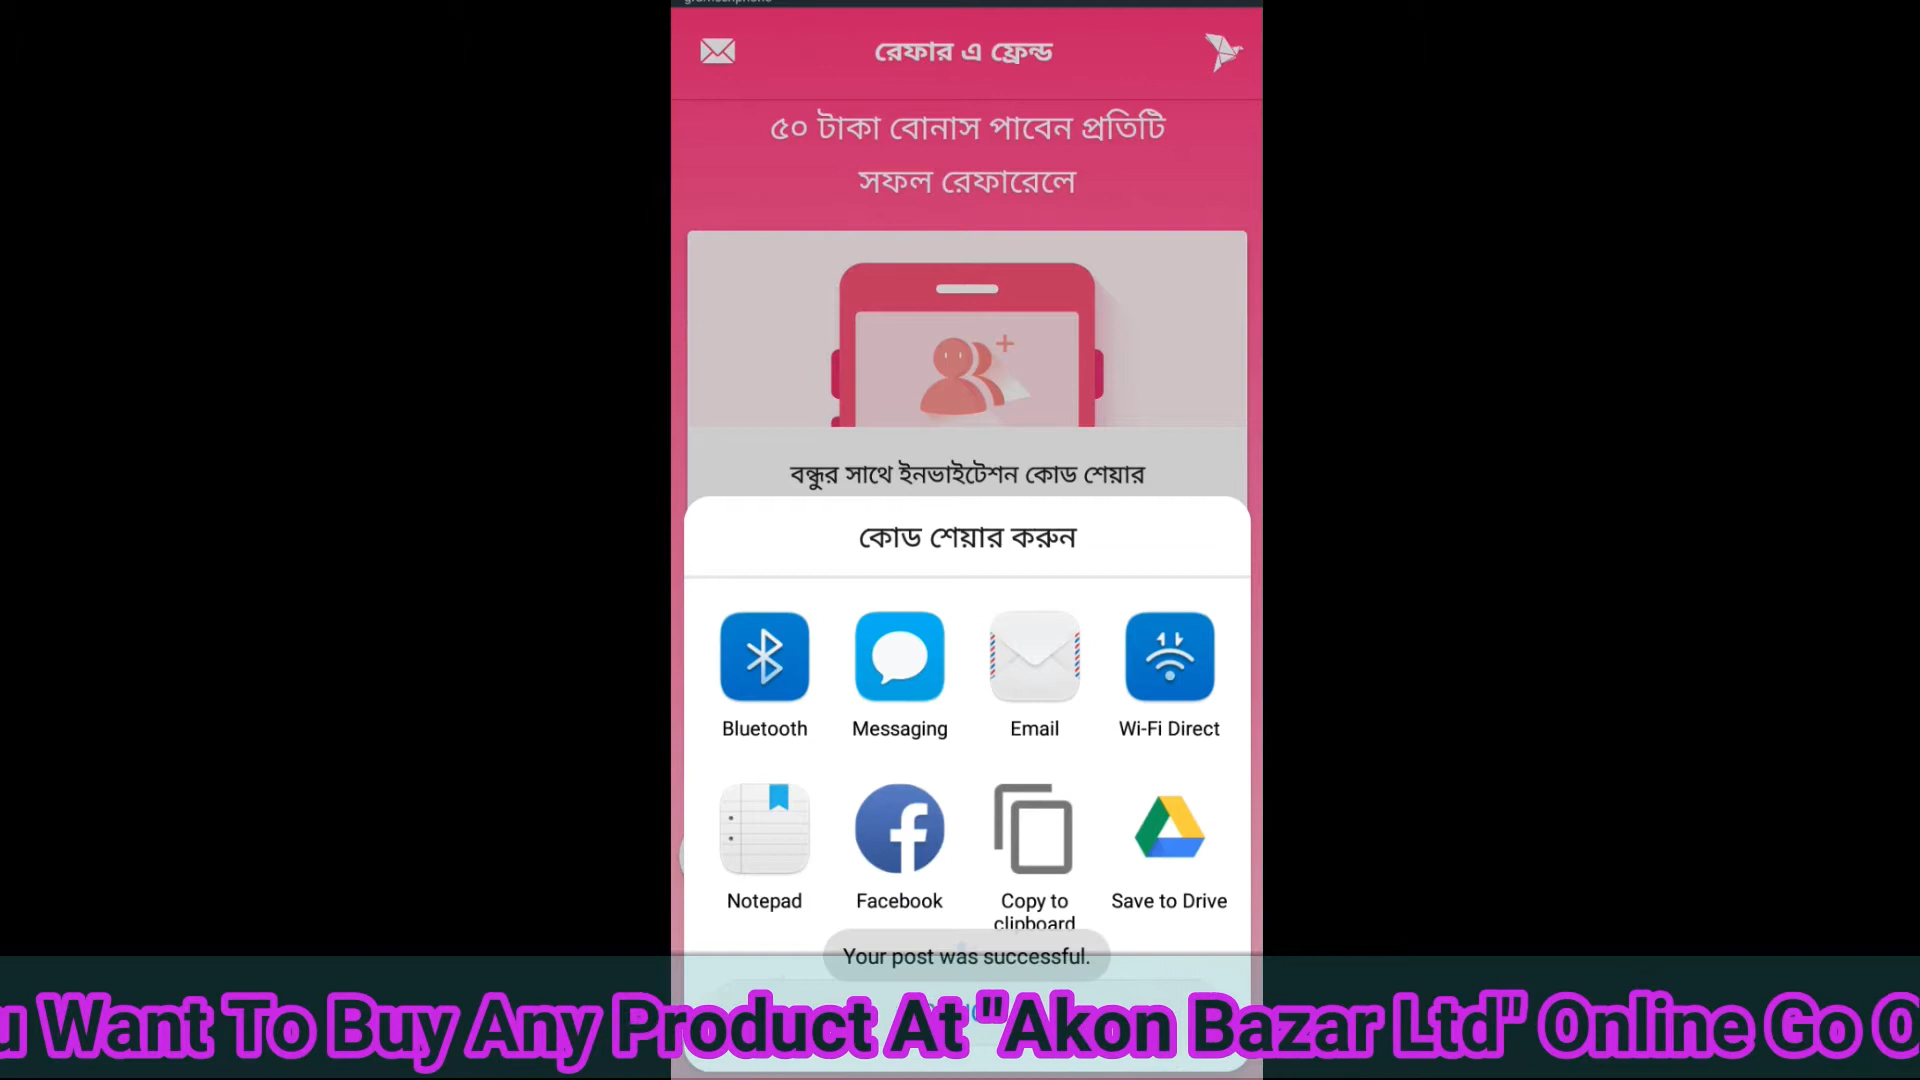 রেফার এ ফ্রেন্ড
৫০ টাকা বোনাস পাবেন প্রতিটি
সফল রেফারেলে
বন্ধুর সাথে ইনভাইটেশন কোড শেয়ার
কোড শেয়ার করুন
Bluetooth
Messaging
Email
Wi-Fi Direct
Notepad
Facebook
Copy to
clipboard
Save to Drive
Your post was successful.
u Want To Buy Any Product At "Akon Bazar Ltd" Online Go O